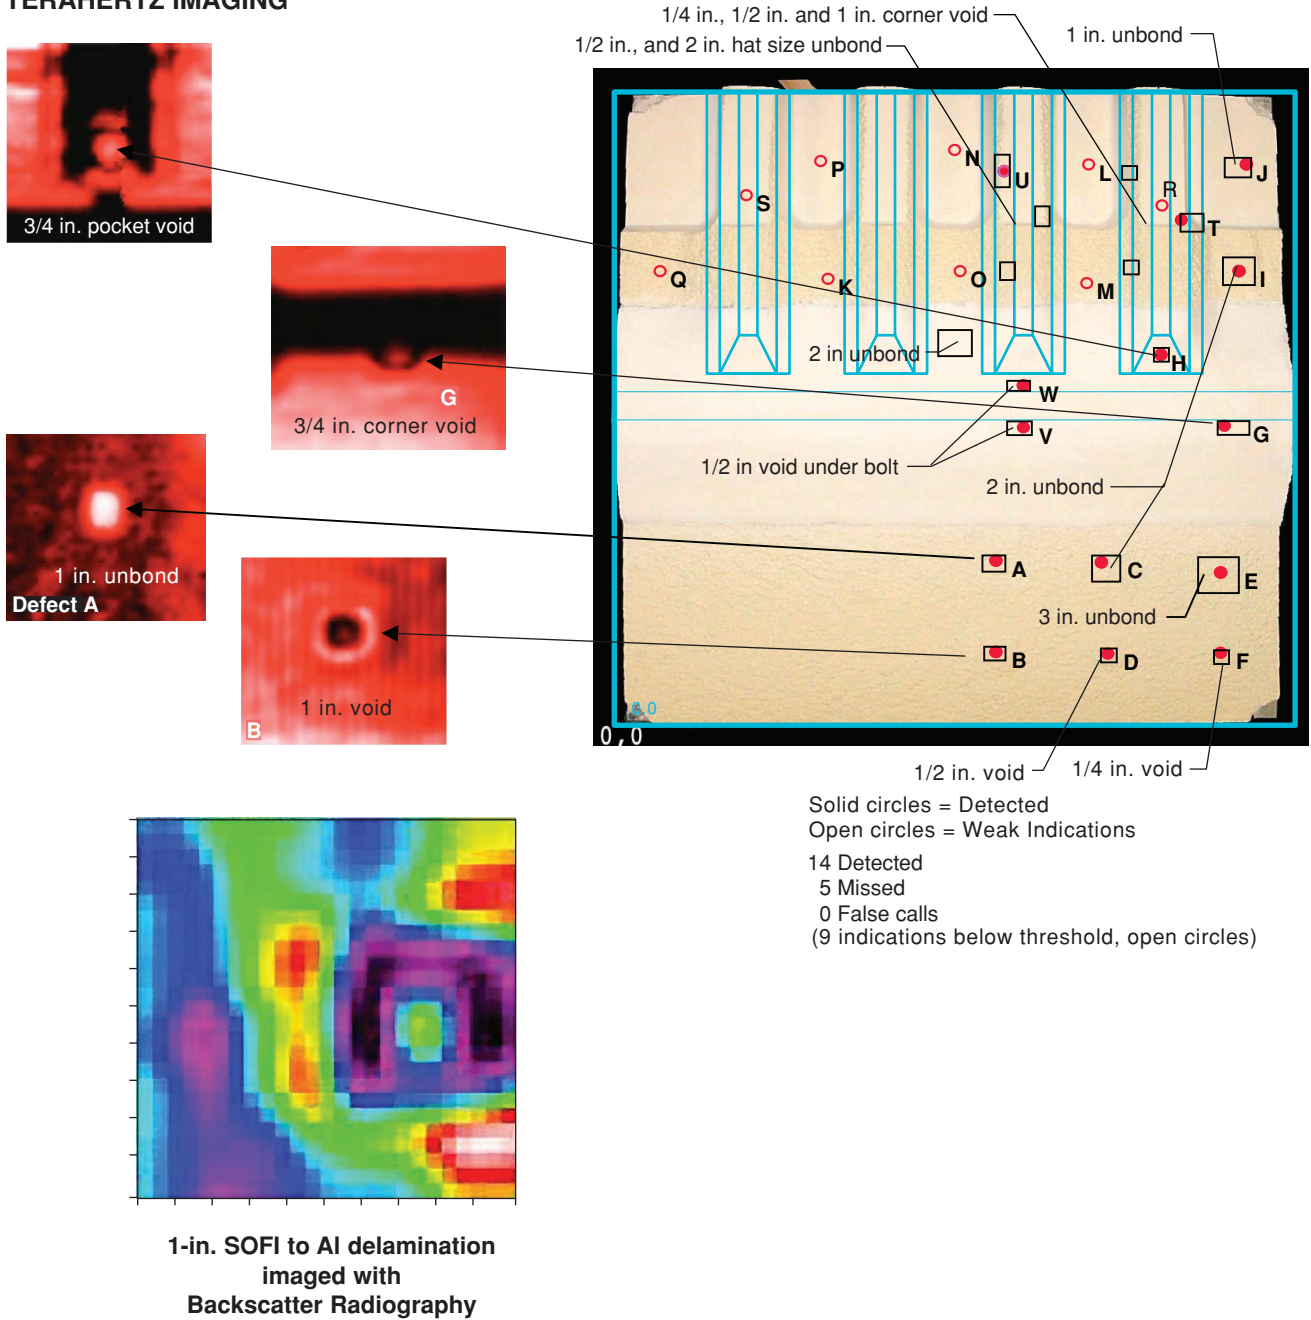 TERAHERTZ IMAGING
3/4 in. pocket void
G
3/4 in. corner void
1 in. unbond
Defect A
1 in. void
B
1/4 in., 1/2 in. and 1 in. corner void
1/2 in., and 2 in. hat size unbond
1 in. unbond
N
P
U
L
J
S
R
T
Q
K
O
M
I
2 in unbond
H
W
V
G
1/2 in void under bolt
2 in. unbond
A
C
E
3 in. unbond
B
D
F
0,0
1/2 in. void
1/4 in. void
Solid circles = Detected
Open circles = Weak Indications
14 Detected
5 Missed
0 False calls
(9 indications below threshold, open circles)
1-in. SOFI to Al delamination
imaged with
Backscatter Radiography